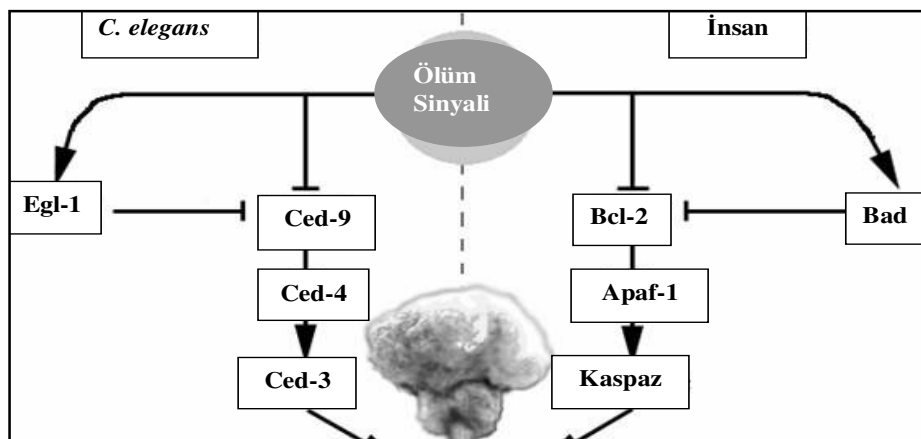 C. elegans
İnsan
Ölüm
Sinyali
Egl-1
Ced-9
Bcl-2
Bad
Ced-4
Apaf-1
Ced-3
Kaspaz